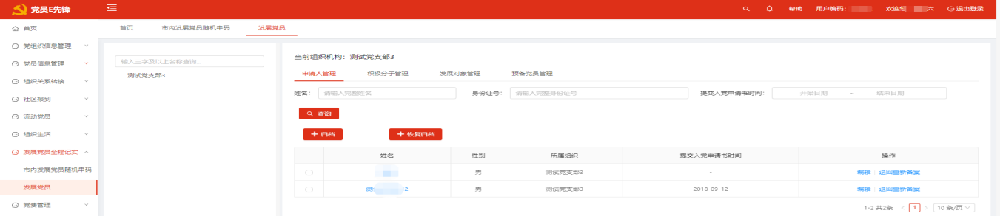 党员E先锋
帮助 用户编码: 欢迎您 六 退出登录
首页
党组织信息管理
党员信息管理
组织关系转接
社区报到
流动党员
组织生活
发展党员全程记实
市内发展党员随机串码
发展党员
党费管理
首页 市内发展党员随机串码 发展党员
输入三字及以上名称查询...
测试党支部3
当前组织机构: 测试党支部3
申请人管理 积极分子管理 发展对象管理 预备党员管理
姓名: 请输入完整姓名 身份证号: 请输入完整身份证号 提交入党申请书时间: 开始日期 ~ 结束日期
查询
归档 恢复归档
姓名 性别 所属组织 提交入党申请书时间 操作
男 测试党支部3 - 编辑 退回重新备案
测 12 男 测试党支部3 2018-09-12 编辑 退回重新备案
1-2 共2条 < 1 > 10 条/页